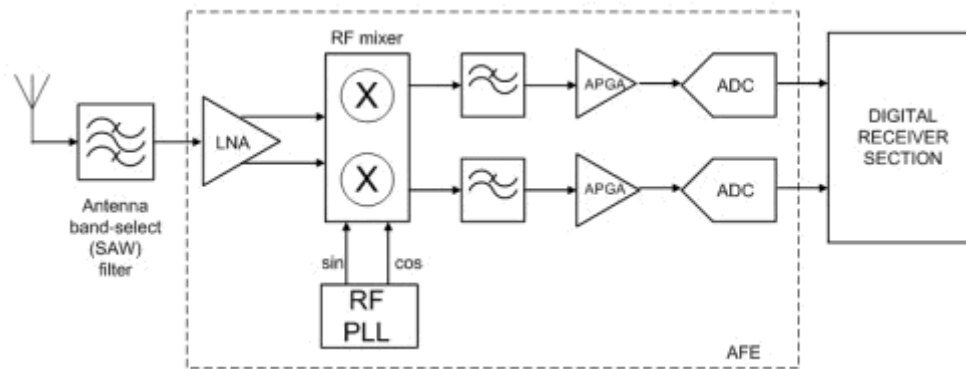 RF mixer
X
APGA
ADC
LNA
DIGITAL
RECEIVER
SECTION
X
APGA
ADC
Antenna
band-select
(SAW)
filter
sin
cos
RF
PLL
AFE